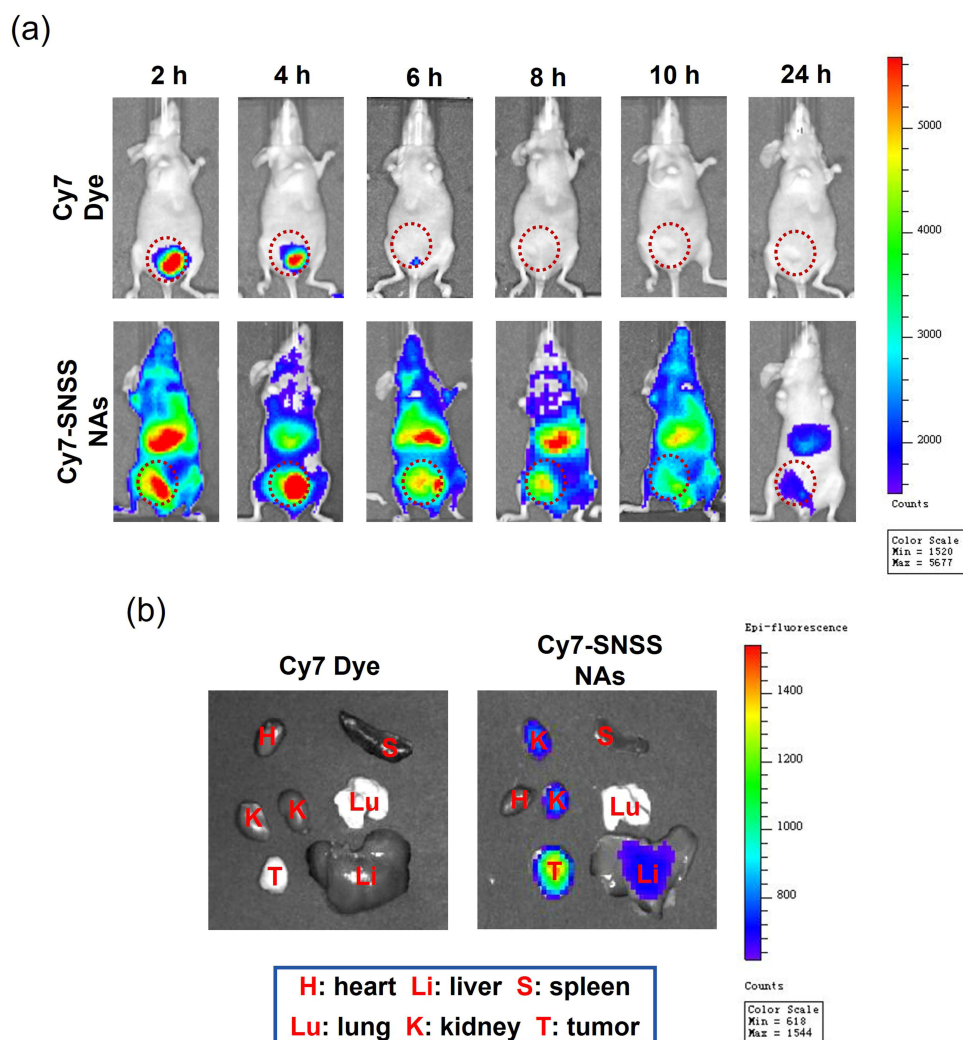 (a)
2 h 4 h 6 h 8 h 10 h 24 h
Cy7
Dye
Cy7-SNSS
NAs
5000
4000
3000
2000
Counts
Color Scale
Min = 1520
Max = 5677
(b)
Cy7 Dye
Cy7-SNSS
NAs
H
S
K
K
Lu
T
Li
K
S
H
K
Lu
T
Li
Epi-fluorescence
1400
1200
1000
800
Counts
Color Scale
Min = 618
Max = 1544
H: heart Li: liver S: spleen
Lu: lung K: kidney T: tumor